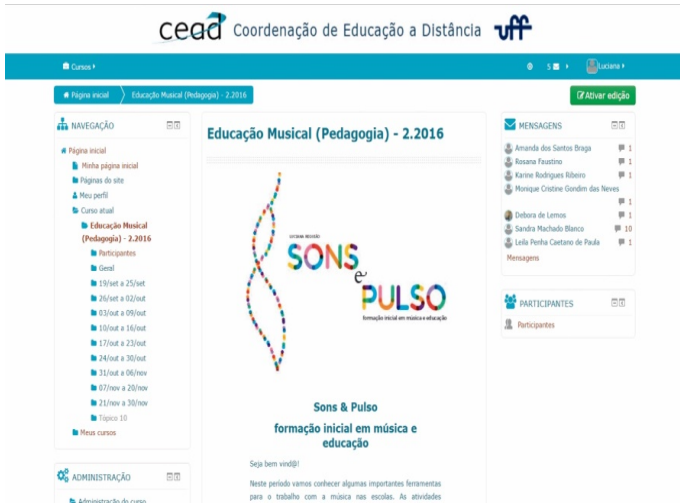 cead Coordenação de Educação a Distância uff
Cursos
5
Luciana
Página inicial
Educação Musical (Pedagogia) - 2.2016
Ativar edição
NAVEGAÇÃO
Página inicial
Minha página inicial
Páginas do site
Meu perfil
Curso atual
Educação Musical
(Pedagogia) - 2.2016
Participantes
Geral
19/set a 25/set
26/set a 02/out
03/out a 09/out
10/out a 16/out
17/out a 23/out
24/out a 30/out
31/out a 06/nov
07/nov a 20/nov
21/nov a 30/nov
Tópico 10
Meus cursos
ADMINISTRAÇÃO
Administração do curso
Educação Musical (Pedagogia) - 2.2016
SONS
e
PULSO
formação inicial em música e educação
Sons & Pulso
formação inicial em música e
educação
Seja bem vind@!
Neste período vamos conhecer algumas importantes ferramentas
para o trabalho com a música nas escolas. As atividades
MENSAGENS
Amanda dos Santos Braga 1
Rosana Faustino 1
Karine Rodrigues Ribeiro 1
Monique Cristine Gondim das Neves
1
Debora de Lemos 1
Sandra Machado Blanco 10
Leila Penha Caetano de Paula 1
Mensagens
PARTICIPANTES
Participantes